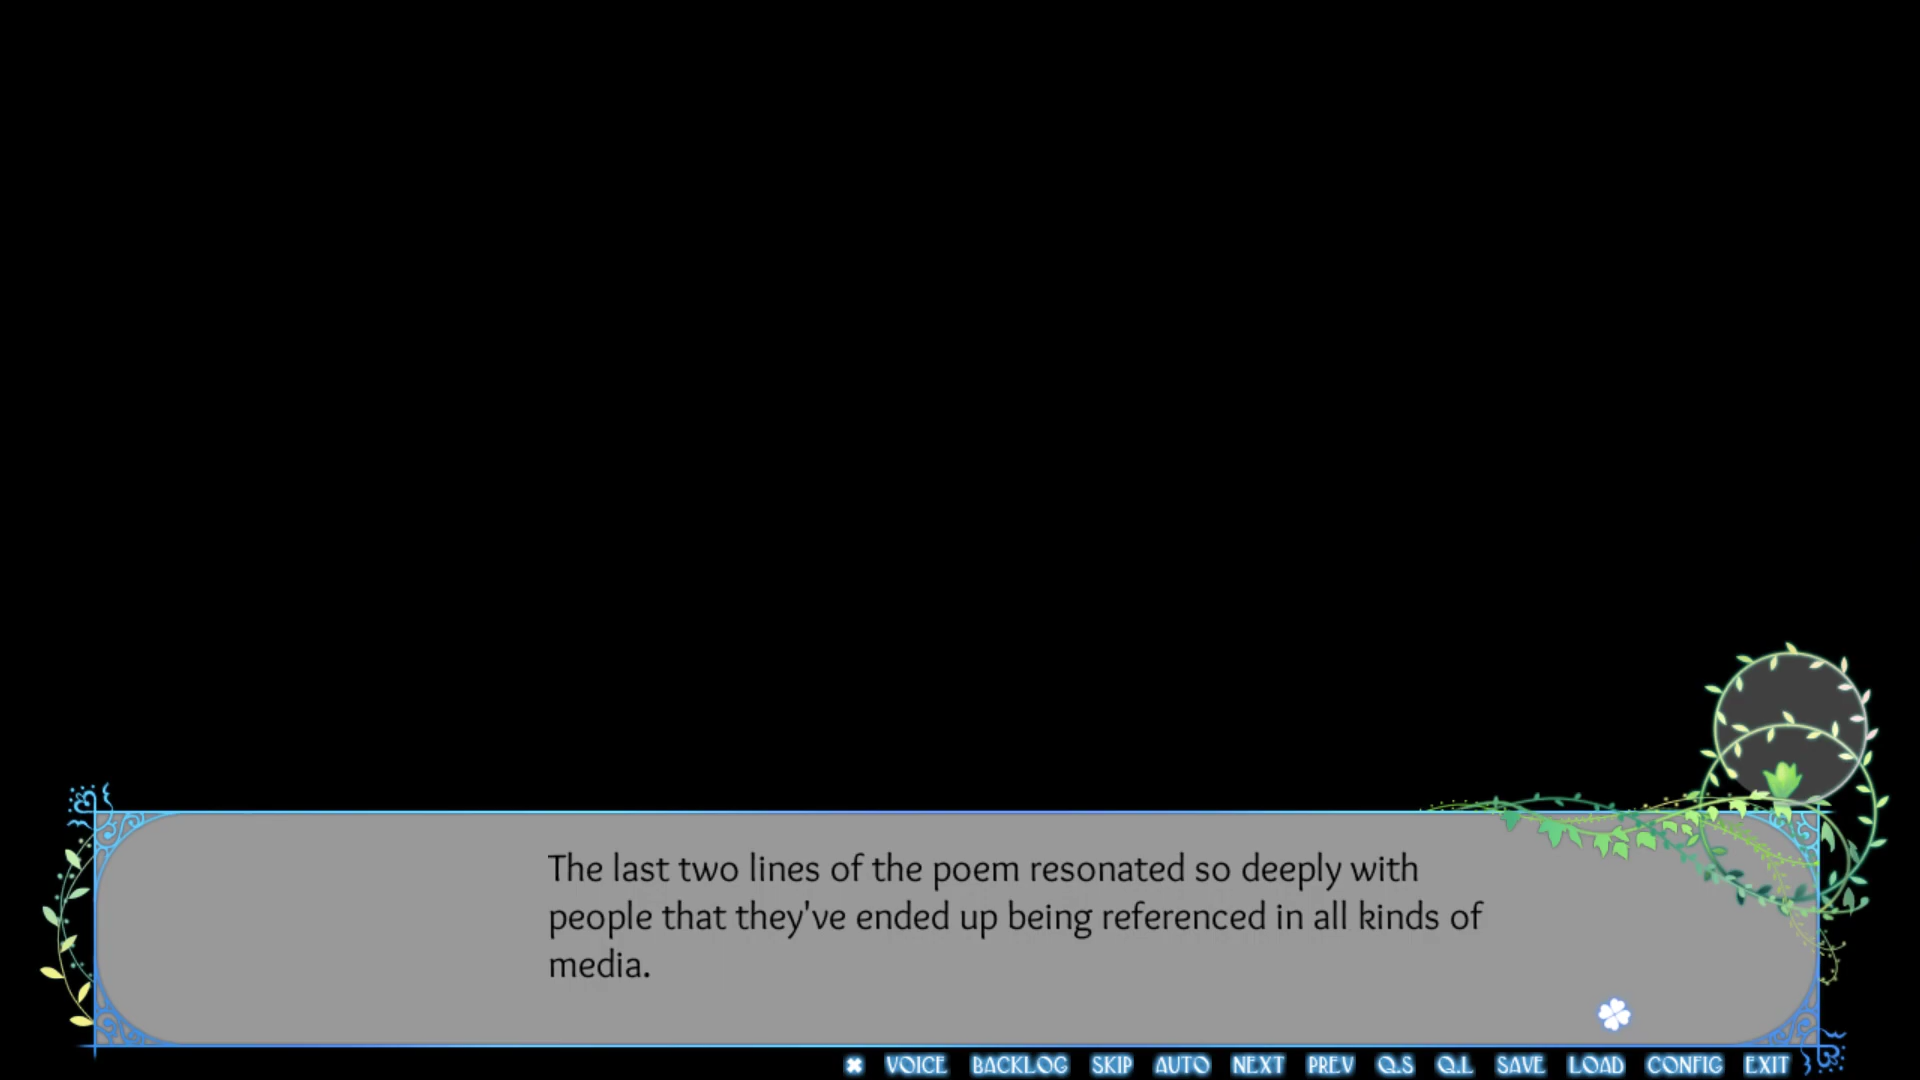 The last two lines of the poem resonated so deeply with
people that they've ended up being referenced in all kinds of
media.
VOICE BACKLOG SKIP AUTO NEXT PREV Q.S Q.L SAVE LOAD CONFIG EXIT